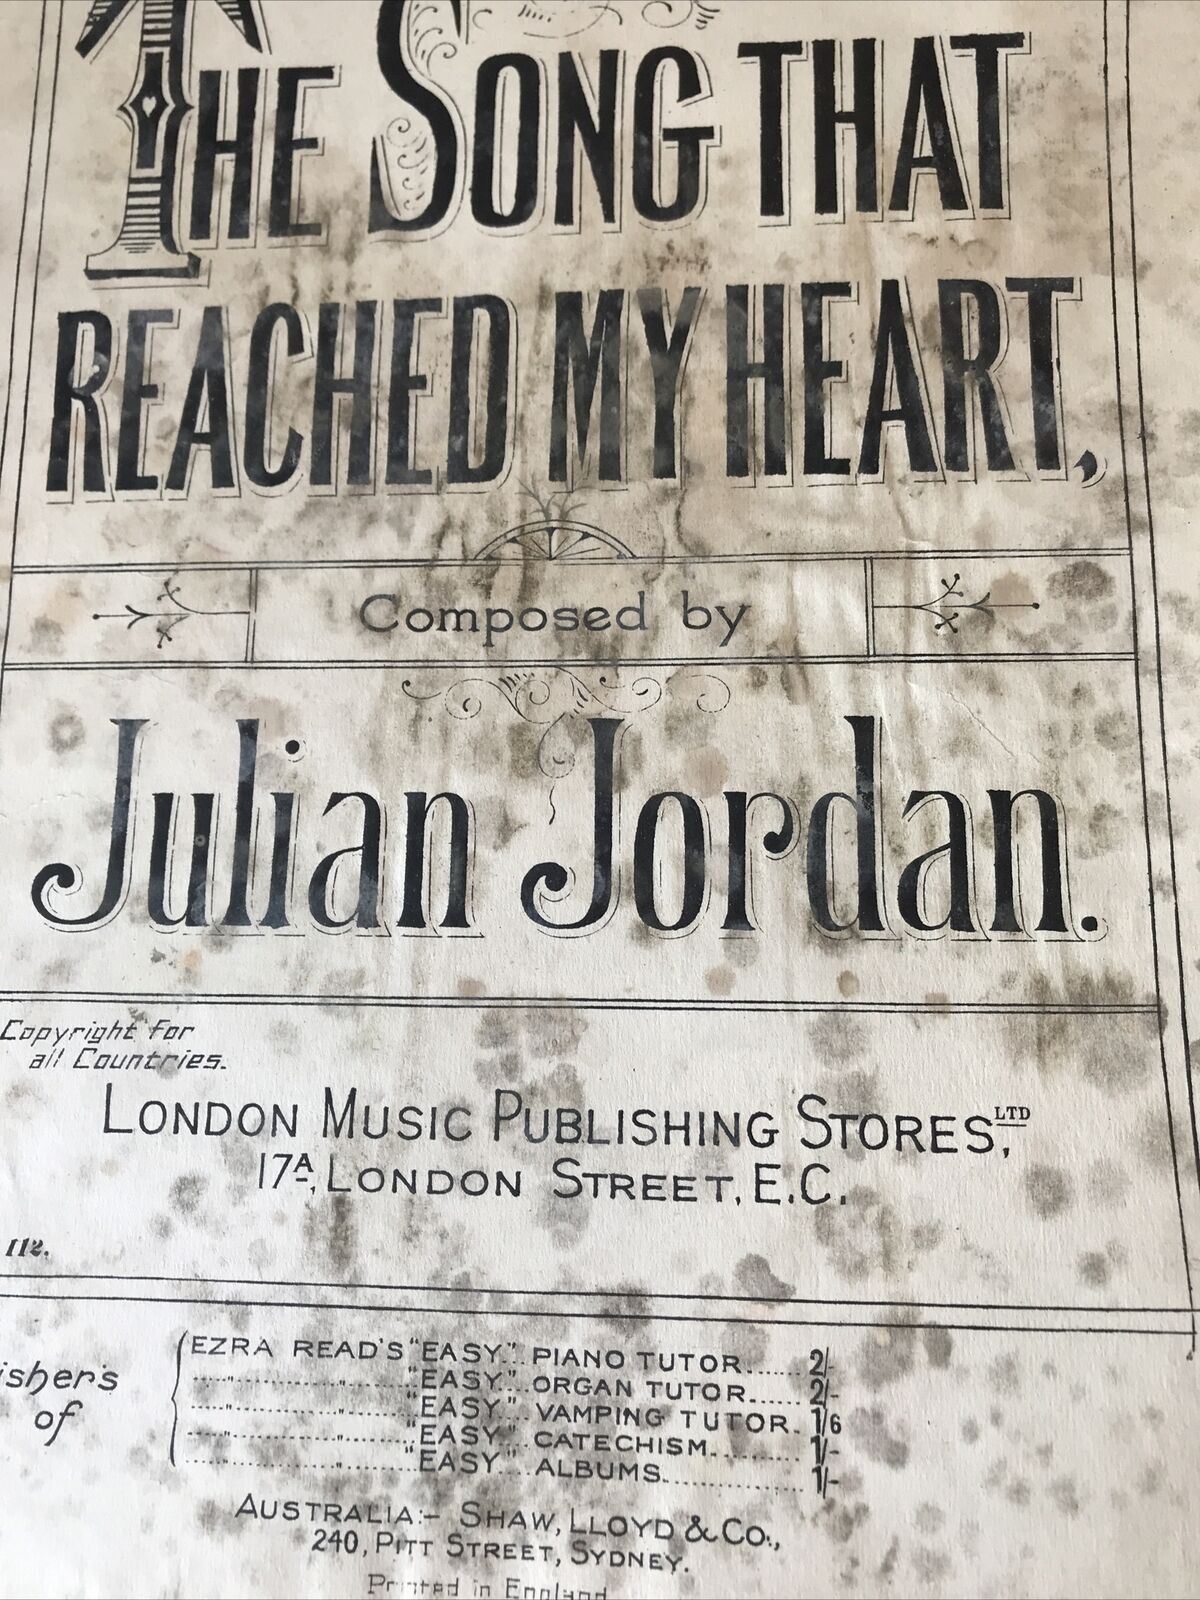 THE SONG THAT
REACHED MY HEART,
Composed by
Julian Jordan.
Copyright for
all Countries.
LONDON MUSIC PUBLISHING STORES, LTD
17A, LONDON STREET, E.C.
112.
isher's
of
EZRA READ'S "EASY" PIANO TUTOR...... 2/-
....." ............" ......"EASY"... ORGAN TUTOR...... 2/-
....." ............" ......"EASY"... VAMPING TUTOR. 1/6
....." ............" ......"EASY"... CATECHISM............ 1/-
....." ............" ......"EASY"... ALBUMS.................. 1/-
AUSTRALIA:- SHAW, LLOYD & CO.,
240, PITT STREET, SYDNEY.
Printed in England